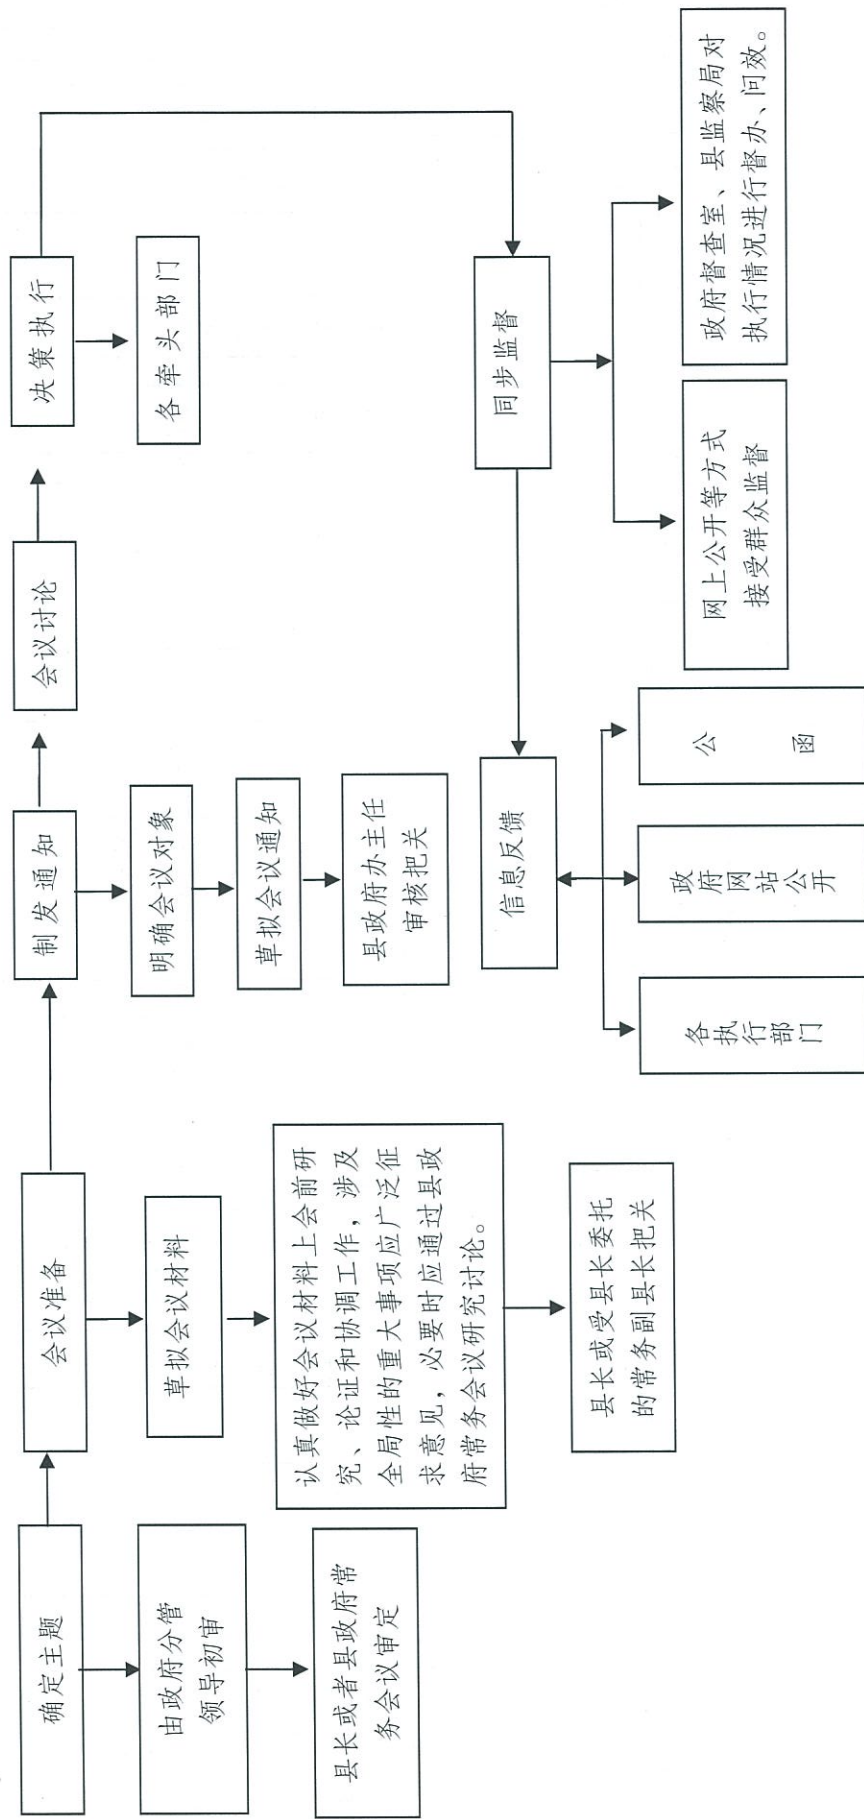 确定主题
由政府分管
领导初审
县长或者县政府常
务会议审定
会议准备
草拟会议材料
认真做好会议材料上会前研
究、论证和协调工作，涉及
全局性的重大事项应广泛征
求意见，必要时应通过县政
府常务会议研究讨论。
县长或受县长委托
的常务副县长把关
制发通知
明确会议对象
草拟会议通知
县政府办主任
审核把关
会议讨论
决策执行
各牵头部门
同步监督
网上公开等方式
接受群众监督
政府督查室、县监察局对
执行情况进行督办、问效。
信息反馈
各执行部门
政府网站公开
公函